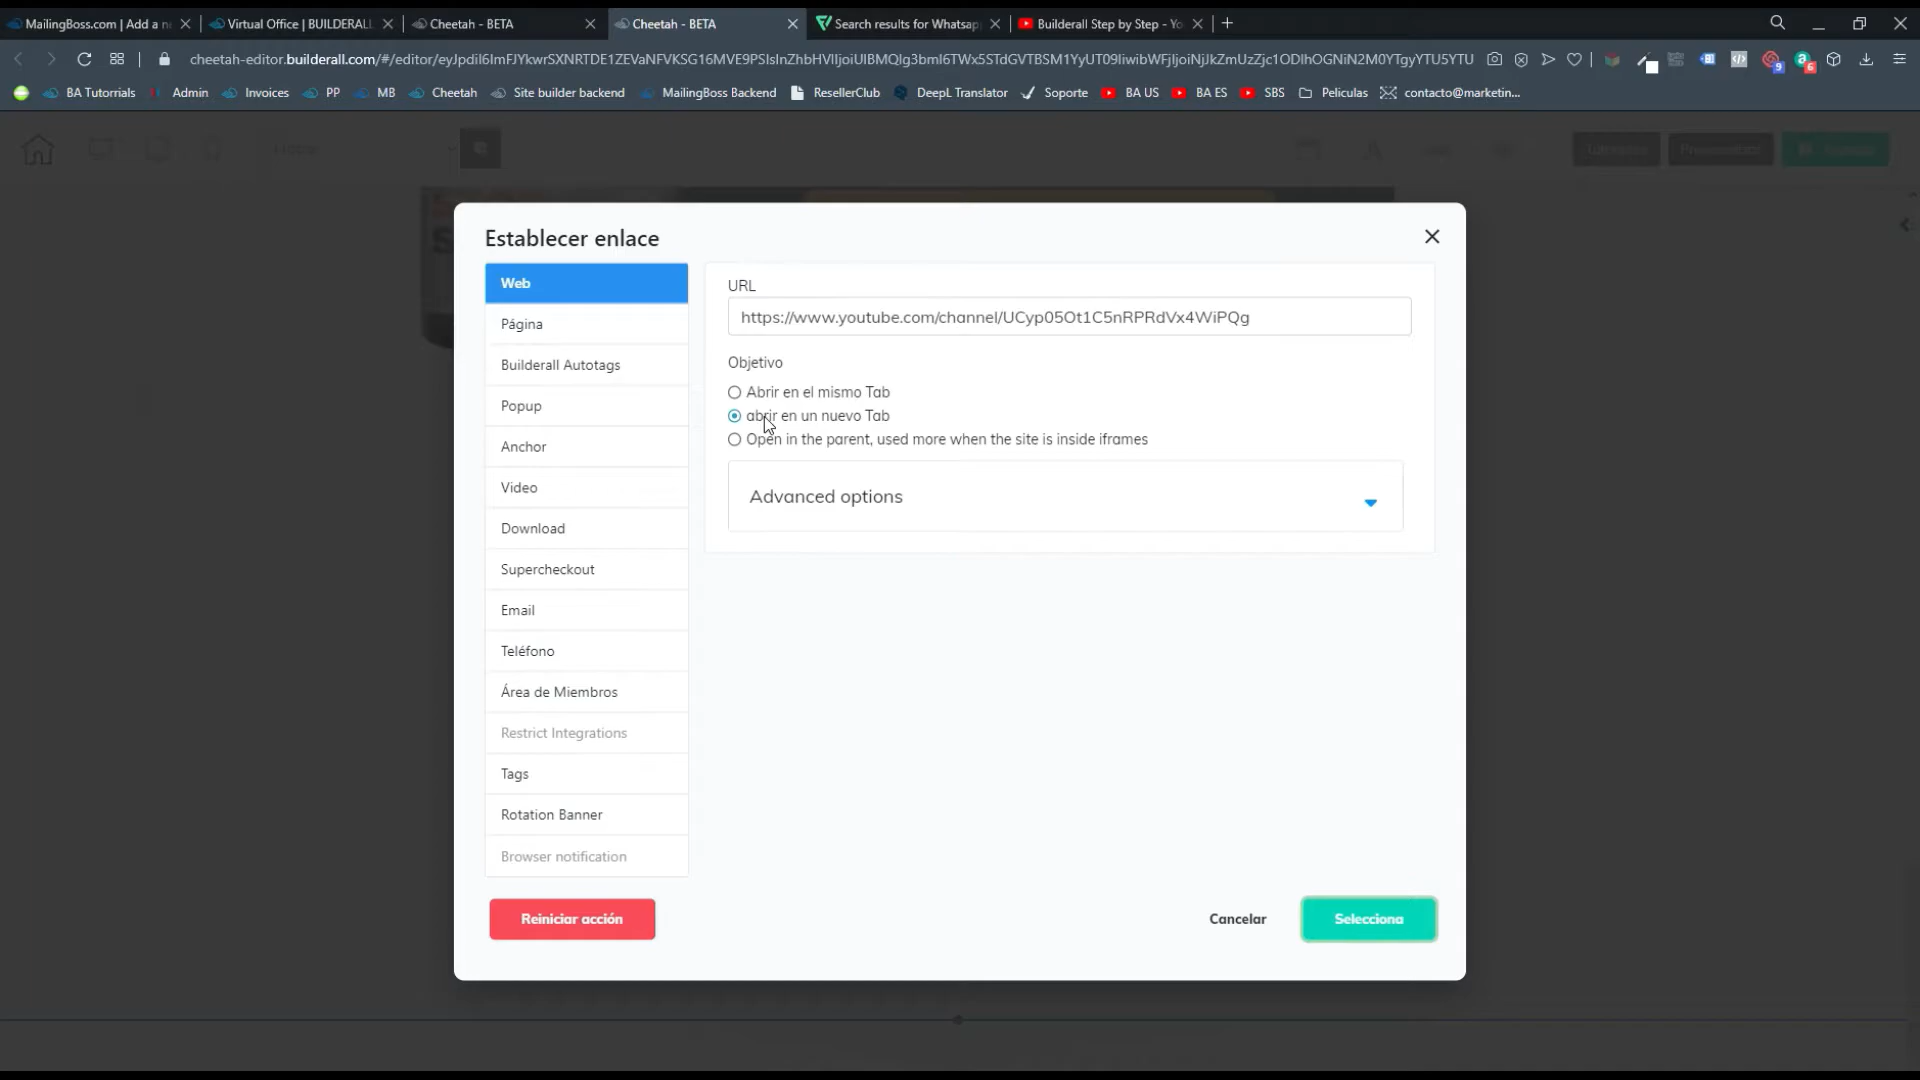 MailingBoss.com | Add a n
Virtual Office | BUILDERALL
Cheetah - BETA
Cheetah - BETA
Search results for Whatsap
Builderall Step by Step - Yo
cheetah-editor.builderall.com/#/editor/eyJpdiI6ImFJYkwrSXNRTDE1ZEVaNFVKSG16MVE9PSIsInZhbHVlIjoiUlBMQlg3bml6TWx5STdGVTBSM1YyUT09IiwibWFjIjoiNjJkZmUzZjc1ODlhOGNiN2M0YTgyYTU5YTU
BA Tutorrials
Admin
Invoices
PP
MB
Cheetah
Site builder backend
MailingBoss Backend
ResellerClub
DeepL Translator
Soporte
BA US
BA ES
SBS
Peliculas
contacto@marketin...
Home
Establecer enlace
Web
Página
Builderall Autotags
Popup
Anchor
Video
Download
Supercheckout
Email
Teléfono
Área de Miembros
Restrict Integrations
Tags
Rotation Banner
Browser notification
URL
https://www.youtube.com/channel/UCyp05Ot1C5nRPRdVx4WiPQg
Objetivo
Abrir en el mismo Tab
abrir en un nuevo Tab
Open in the parent, used more when the site is inside iframes
Advanced options
Reiniciar acción
Cancelar
Selecciona